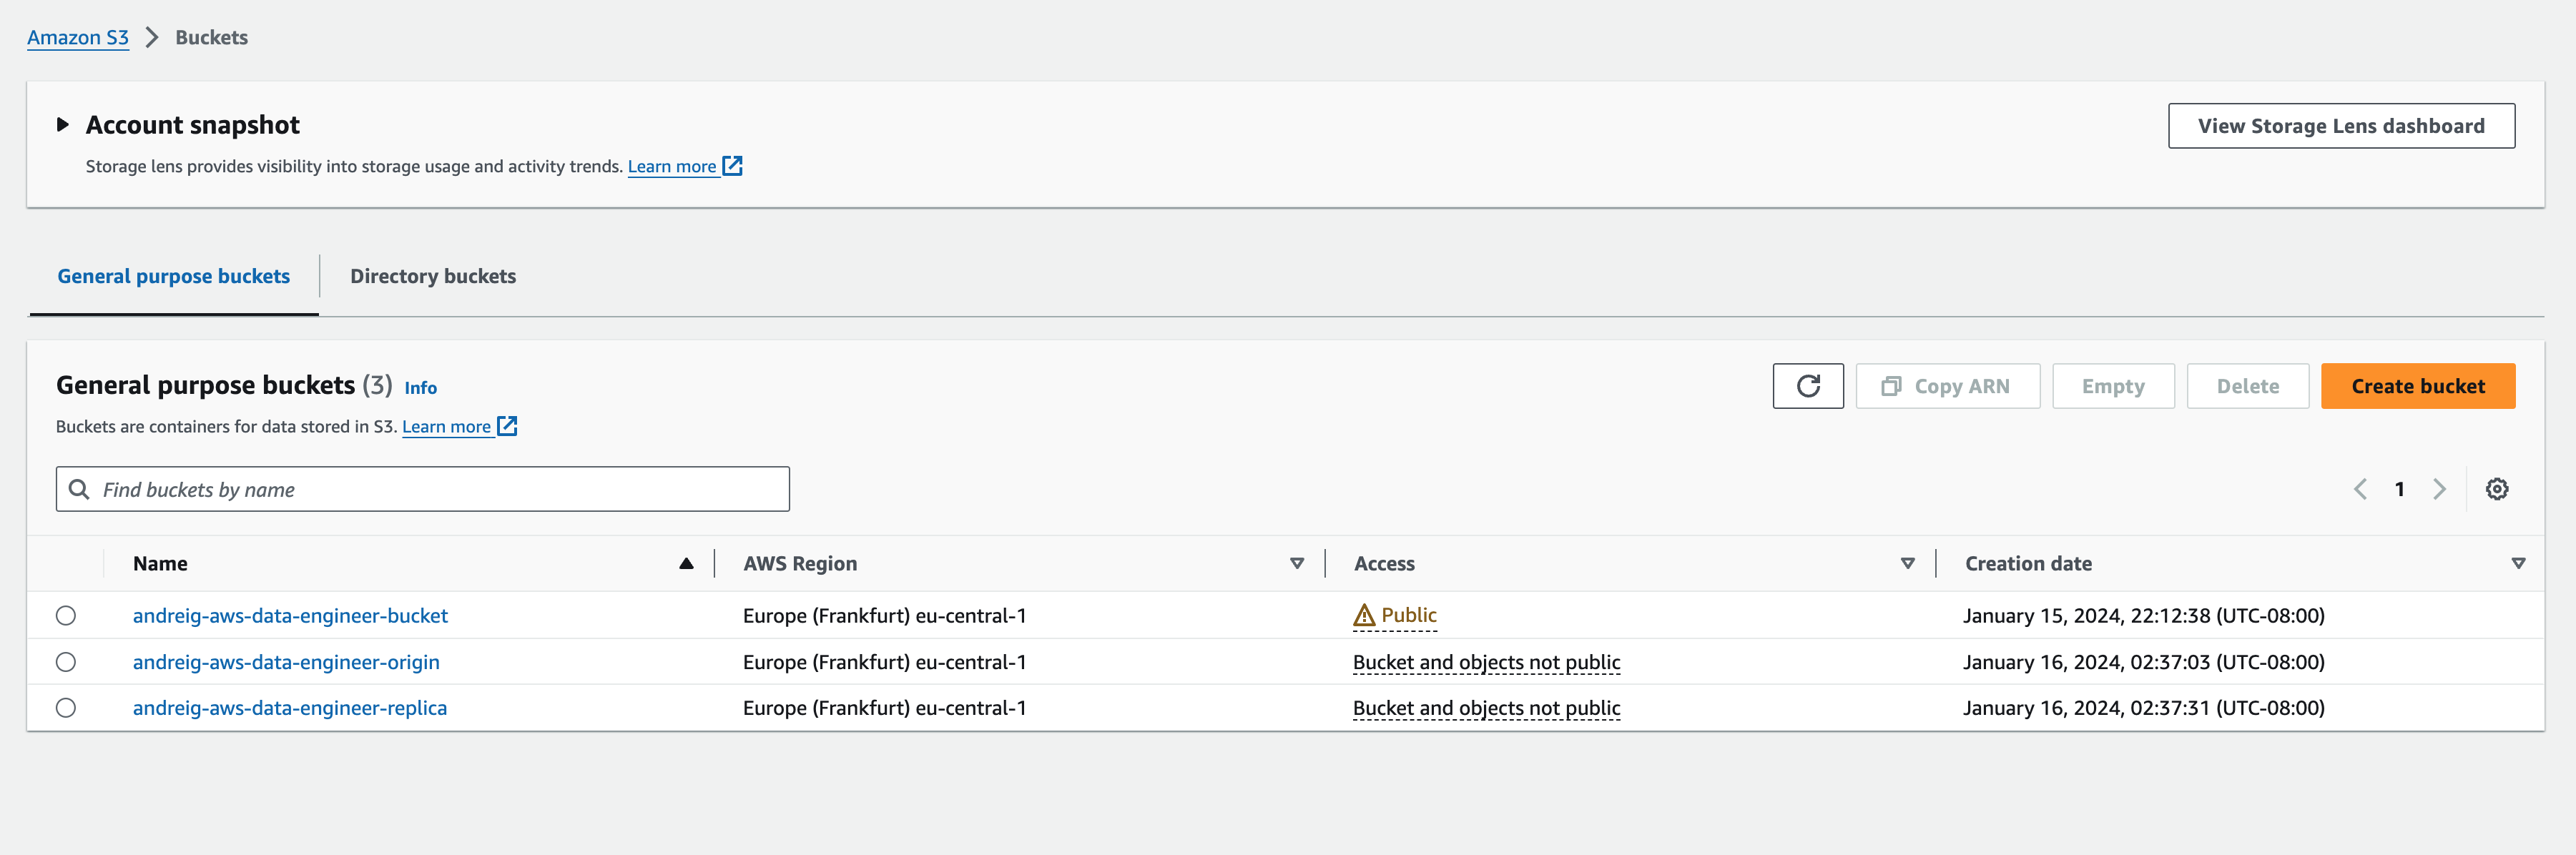 Amazon S3 > Buckets
Account snapshot
View Storage Lens dashboard
Storage lens provides visibility into storage usage and activity trends. Learn more
General purpose buckets
Directory buckets
General purpose buckets (3) Info
Copy ARN
Empty
Delete
Create bucket
Buckets are containers for data stored in S3. Learn more
Find buckets by name
1
Name AWS Region Access Creation date
andreig-aws-data-engineer-bucket Europe (Frankfurt) eu-central-1 Public January 15, 2024, 22:12:38 (UTC-08:00)
andreig-aws-data-engineer-origin Europe (Frankfurt) eu-central-1 Bucket and objects not public January 16, 2024, 02:37:03 (UTC-08:00)
andreig-aws-data-engineer-replica Europe (Frankfurt) eu-central-1 Bucket and objects not public January 16, 2024, 02:37:31 (UTC-08:00)